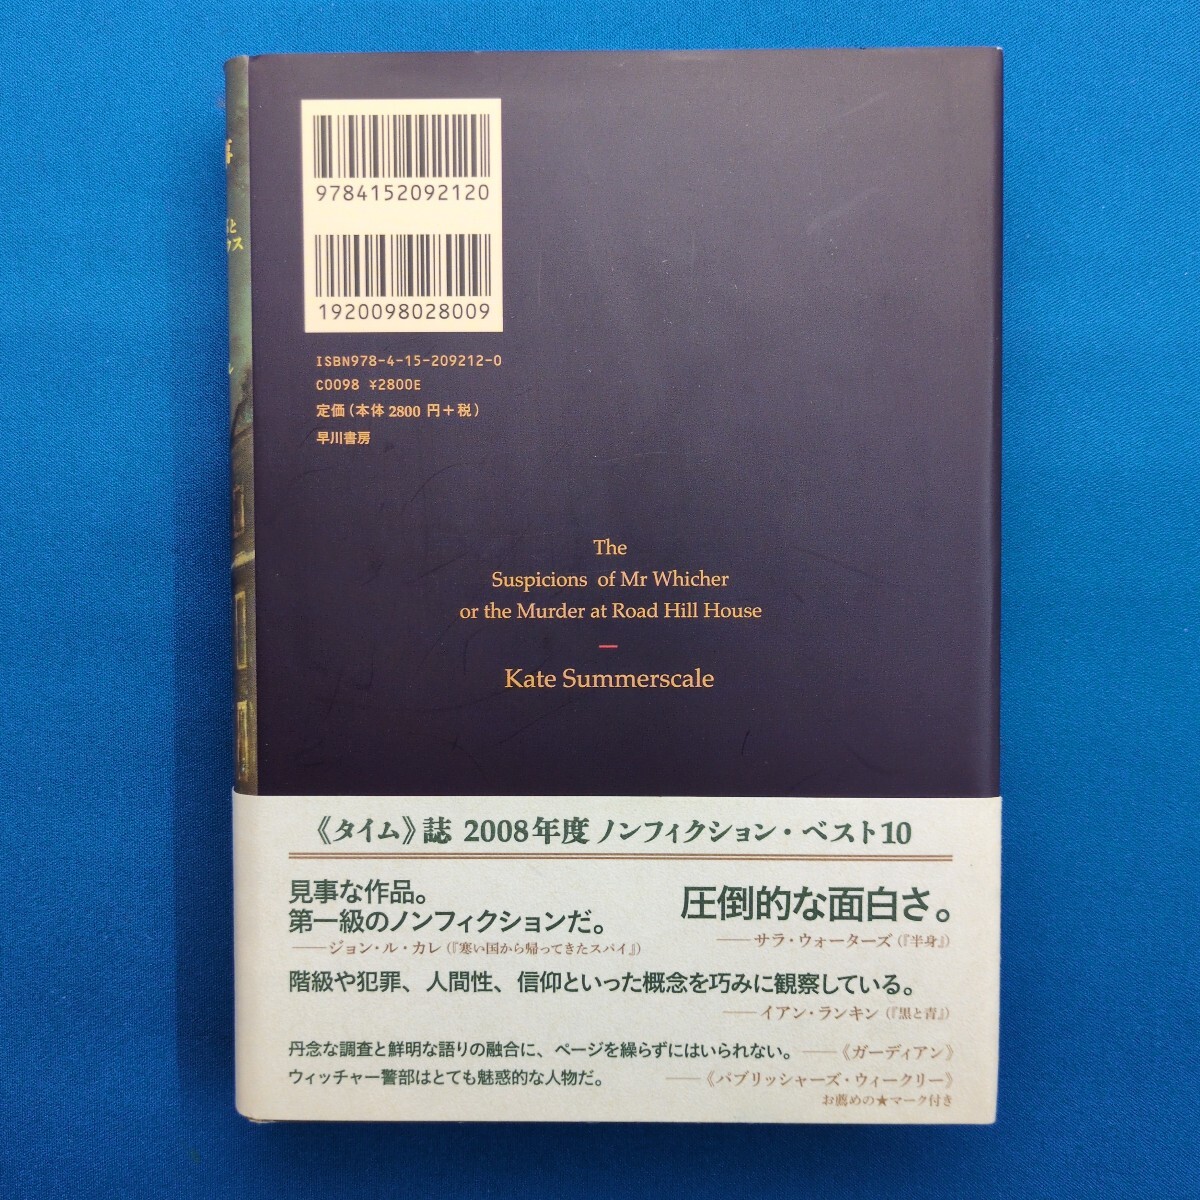 9784152092120
1920098028009
ISBN978-4-15-209212-0
C0098 ¥2800E
定価(本体2800円+税)
早川書房
The
Suspicions of Mr Whicher
or the Murder at Road Hill House
Kate Summerscale
《タイム》誌 2008年度 ノンフィクション・ベスト10
見事な作品。
第一級のノンフィクションだ。
——ジョン・ル・カレ(『寒い国から帰ってきたスパイ』)
圧倒的な面白さ。
——サラ・ウォーターズ(『半身』)
階級や犯罪、人間性、信仰といった概念を巧みに観察している。
——イアン・ランキン(『黒と青』)
丹念な調査と鮮明な語りの融合に、ページを繰らずにはいられない。——《ガーディアン》
ウィッチャー警部はとても魅惑的な人物だ。——《パブリッシャーズ・ウィークリー》
お薦めの★マーク付き